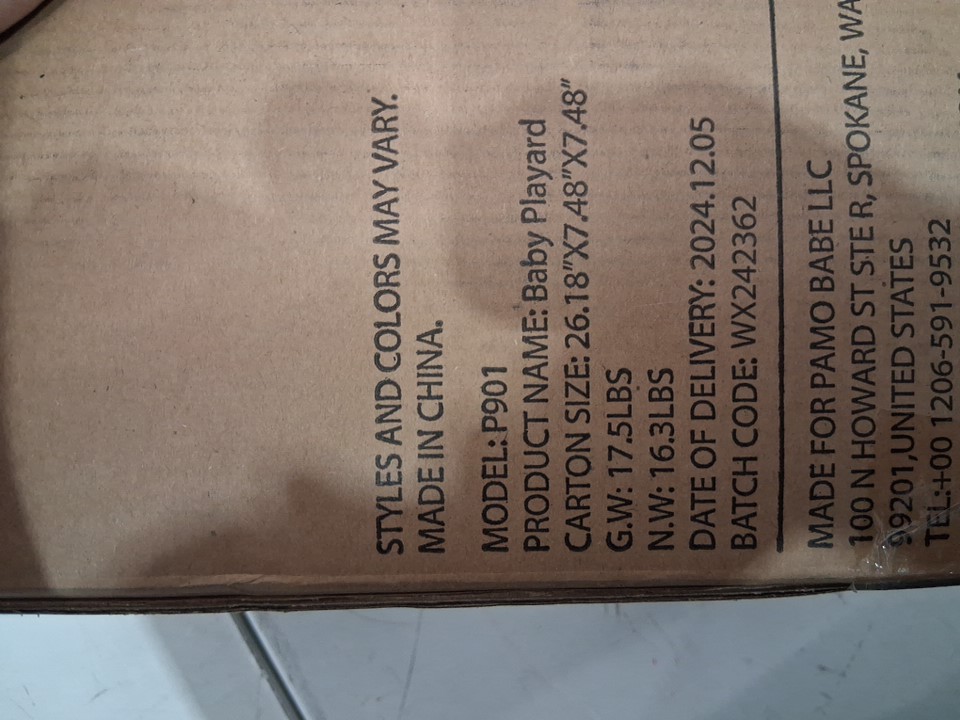 STYLES AND COLORS MAY VARY.
MADE IN CHINA.
MODEL: P901
PRODUCT NAME: Baby Playard
CARTON SIZE: 26.18”X7.48”X7.48”
G.W: 17.5LBS
N.W: 16.3LBS
DATE OF DELIVERY: 2024.12.05
BATCH CODE: WX242362
MADE FOR PAMO BABE LLC
100 N HOWARD ST STE R, SPOKANE, WA
99201,UNITED STATES
TEL:+00 1206-591-9532